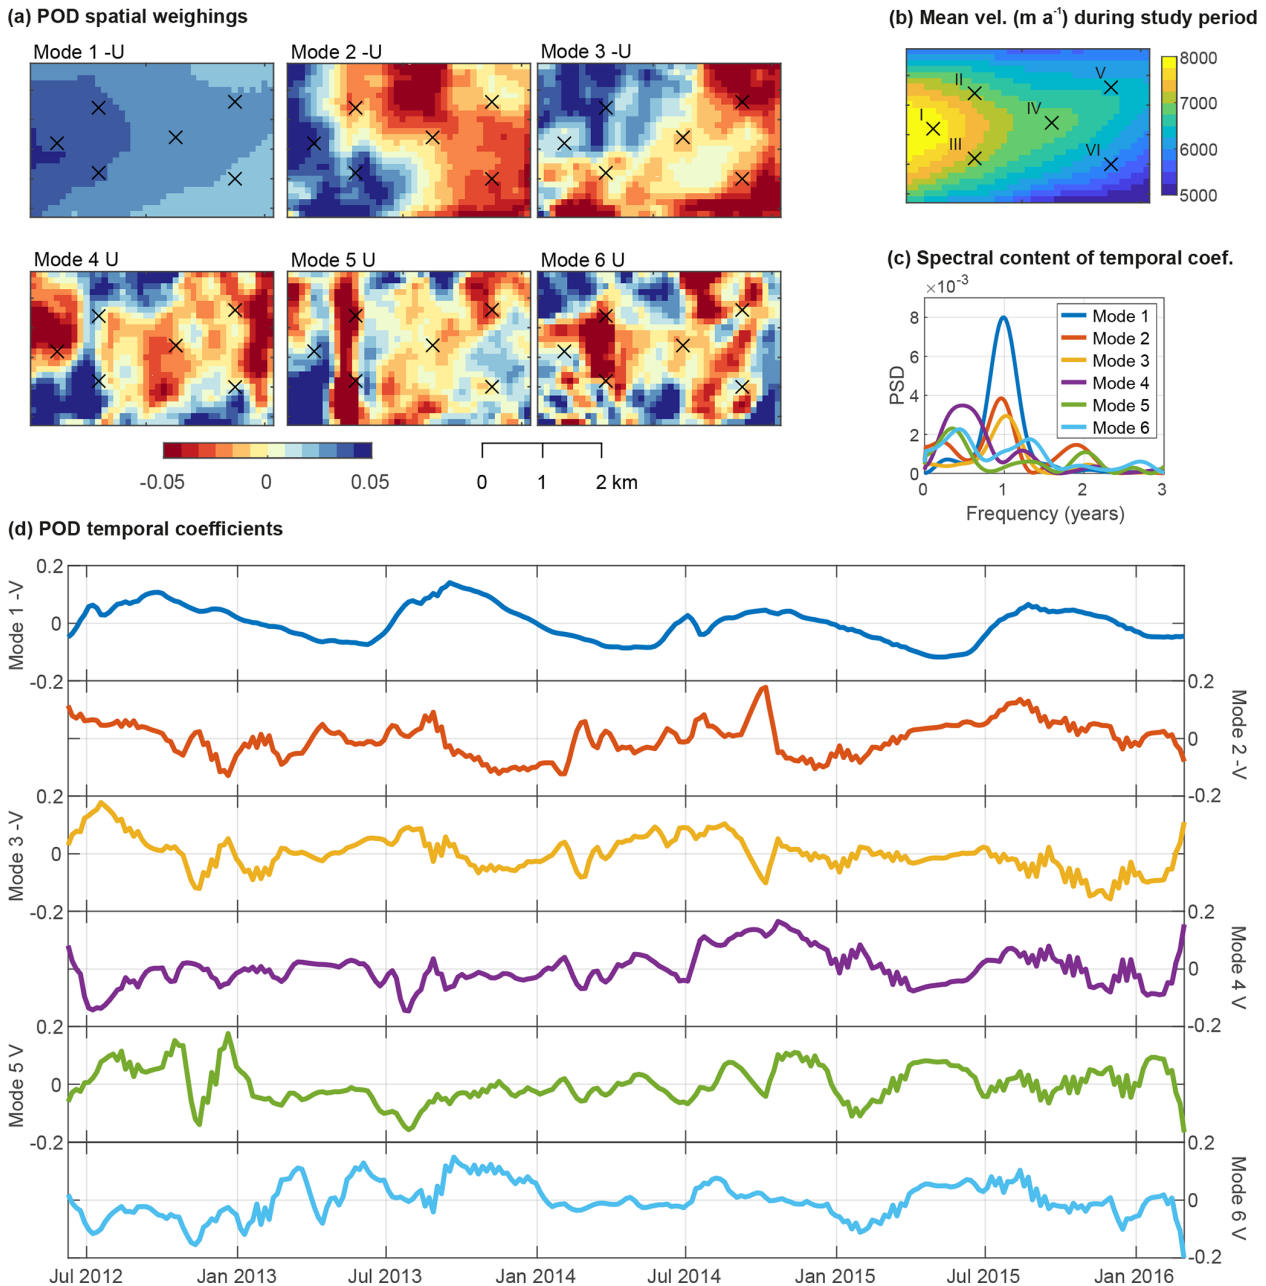 (a) POD spatial weighings
Mode 1 -U
Mode 2 -U
Mode 3 -U
Mode 4 U
Mode 5 U
Mode 6 U
-0.05 0 0.05
0 1 2 km
(b) Mean vel. (m a⁻¹) during study period
I
II
III
IV
V
VI
8000
7000
6000
5000
(c) Spectral content of temporal coef.
×10⁻³
8
6
4
2
0
PSD
0 1 2 3
Frequency (years)
Mode 1
Mode 2
Mode 3
Mode 4
Mode 5
Mode 6
(d) POD temporal coefficients
0.2
0
-0.2
Mode 1 -V
0.2
0
-0.2
Mode 2 -V
0.2
0
-0.2
Mode 3 -V
0.2
0
-0.2
Mode 4 V
0.2
0
-0.2
Mode 5 V
0.2
0
-0.2
Mode 6 V
Jul 2012 Jan 2013 Jul 2013 Jan 2014 Jul 2014 Jan 2015 Jul 2015 Jan 2016